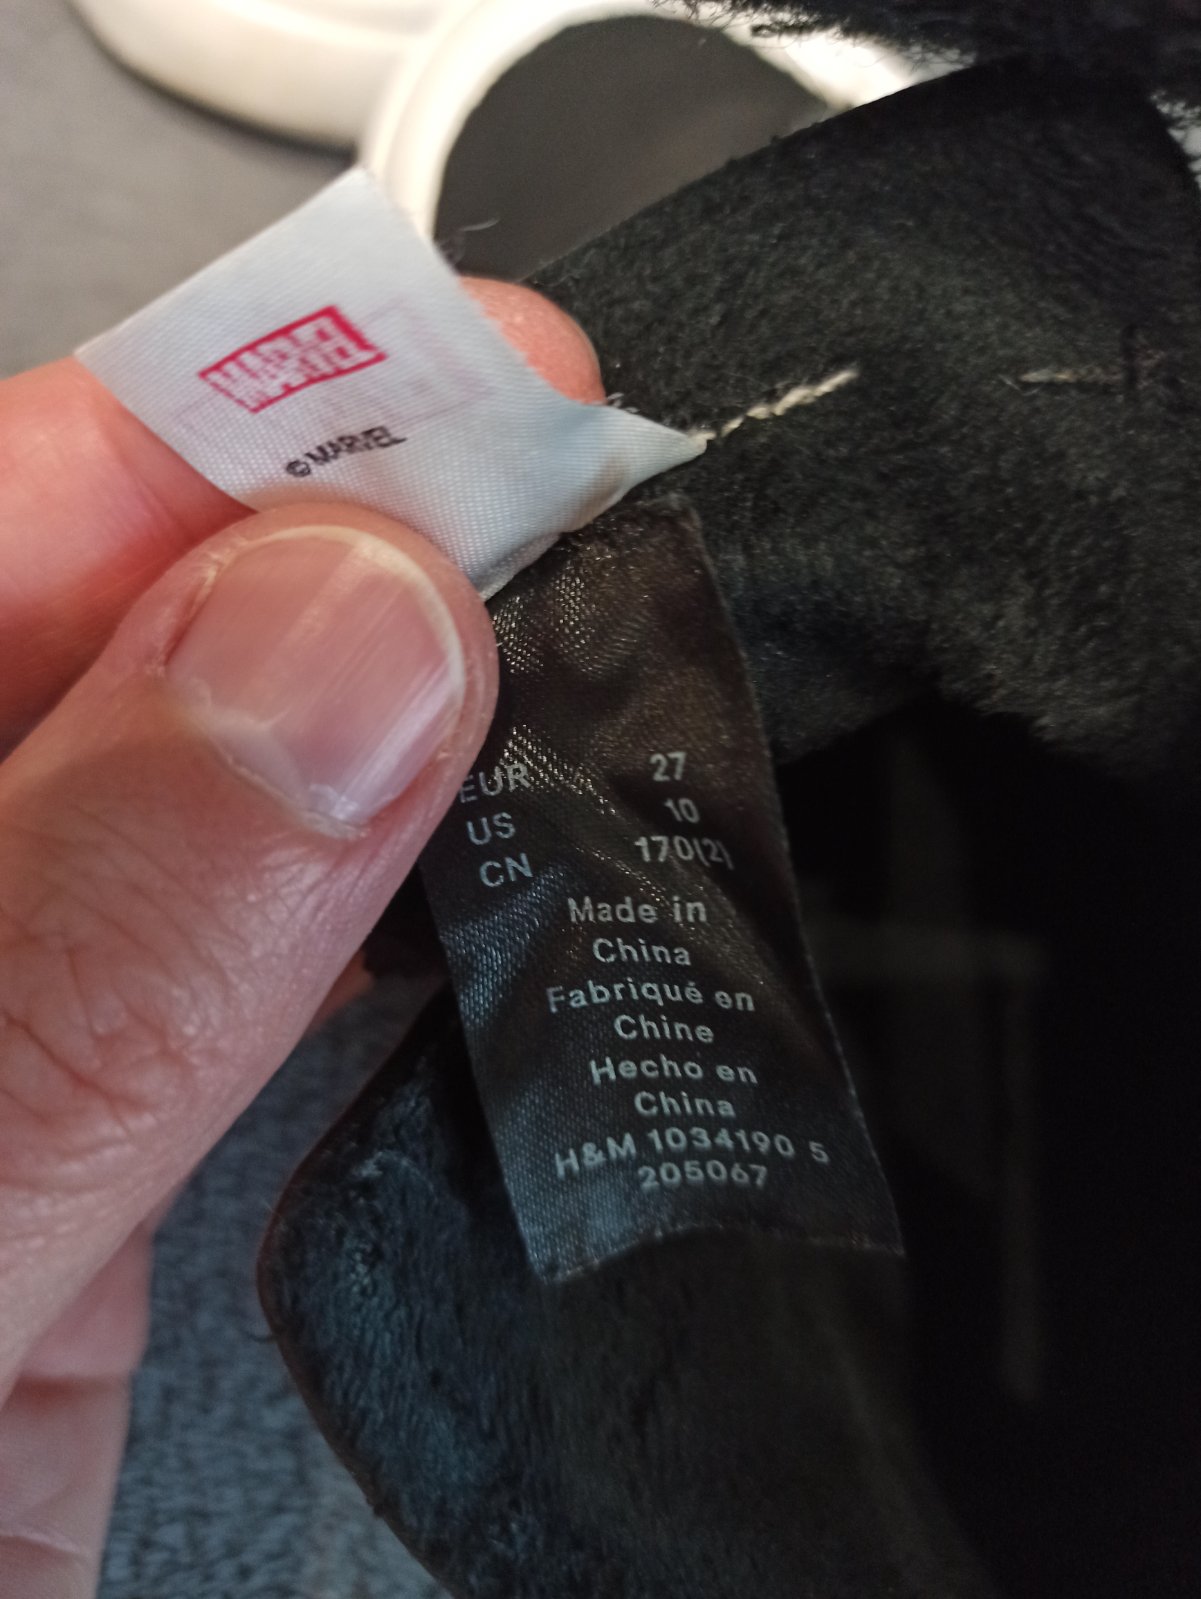 MARVEL
© MARVEL
EUR 27
US 10
CN 170(2)
Made in
China
Fabriqué en
Chine
Hecho en
China
H&M 1034190 5
205067